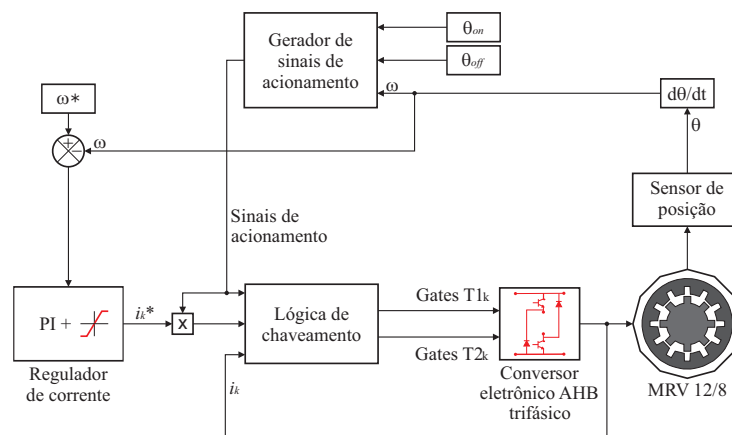 Gerador de
sinais de
acionamento
θon
θoff
ω
dθ/dt
θ
ω*
+
−
ω
Sensor de
posição
Sinais de
acionamento
PI +
ik*
X
Lógica de
chaveamento
Gates T1k
Gates T2k
ik
Regulador
de corrente
Conversor
eletrônico AHB
trifásico
MRV 12/8